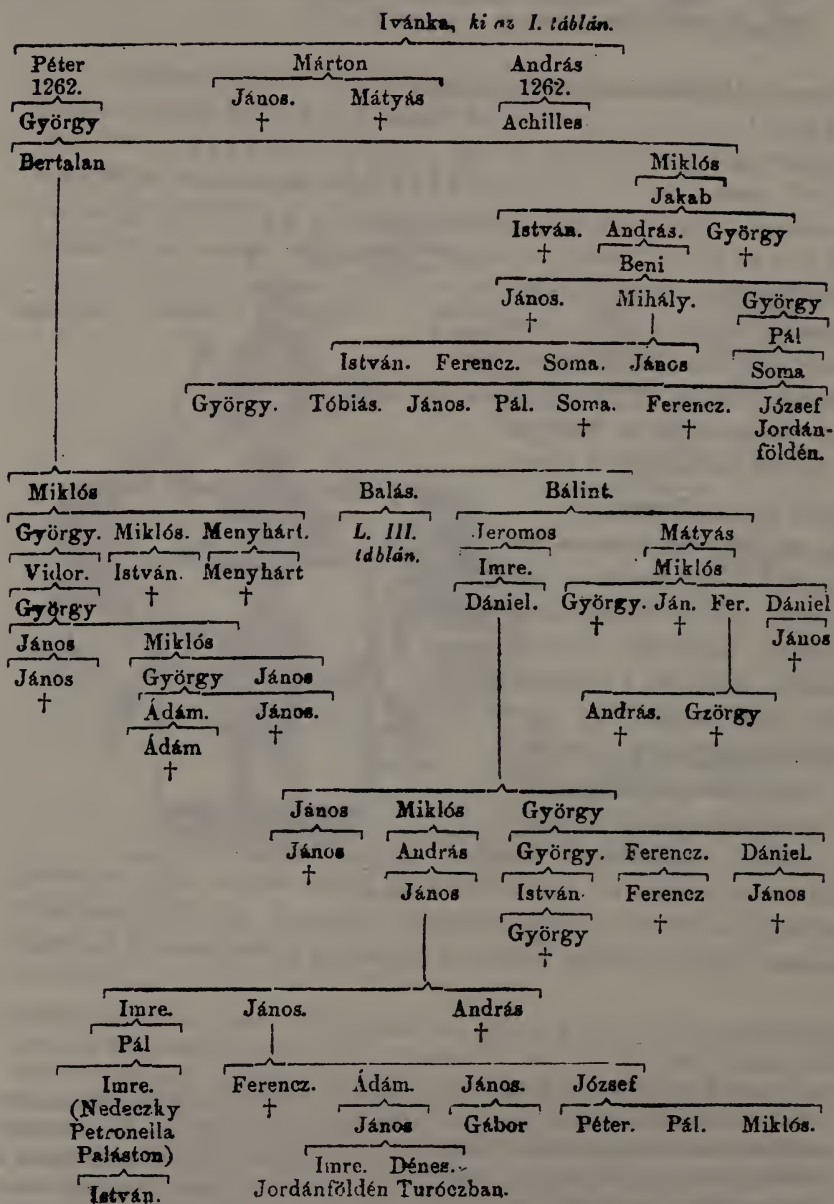 Ivánka, ki az I. táblán.
Péter Márton András
1262. 1262.
János. Mátyás
† †
György Achilles
Bertalan Miklós
Jakab
István. András. György
† †
Beni
János. Mihály. György
†
Pál
István. Ferencz. Soma. János Soma
György. Tóbiás. János. Pál. Soma. Ferencz. József
† † Jordán-
földén.
Miklós Balás. Bálint.
György. Miklós. Menyhárt. L. III. Jeromos Mátyás
táblán.
Vidor. István. Menyhárt Imre. Miklós
† †
György Dániel. György. Ján. Fer. Dániel
† †
János Miklós János
†
János György János
†
Ádám. János. András. Gzörgy
† † †
Ádám
†
János Miklós György
János András György. Ferencz. Dániel.
†
János István. Ferencz János
† †
György
†
Imre. János. András
†
Pál
Imre. Ferencz. Ádám. János. József
†
(Nedeczky János Gábor Péter. Pál. Miklós.
Petronella
Paláston) Imre. Dénes.
István. Jordánföldén Turóczban.